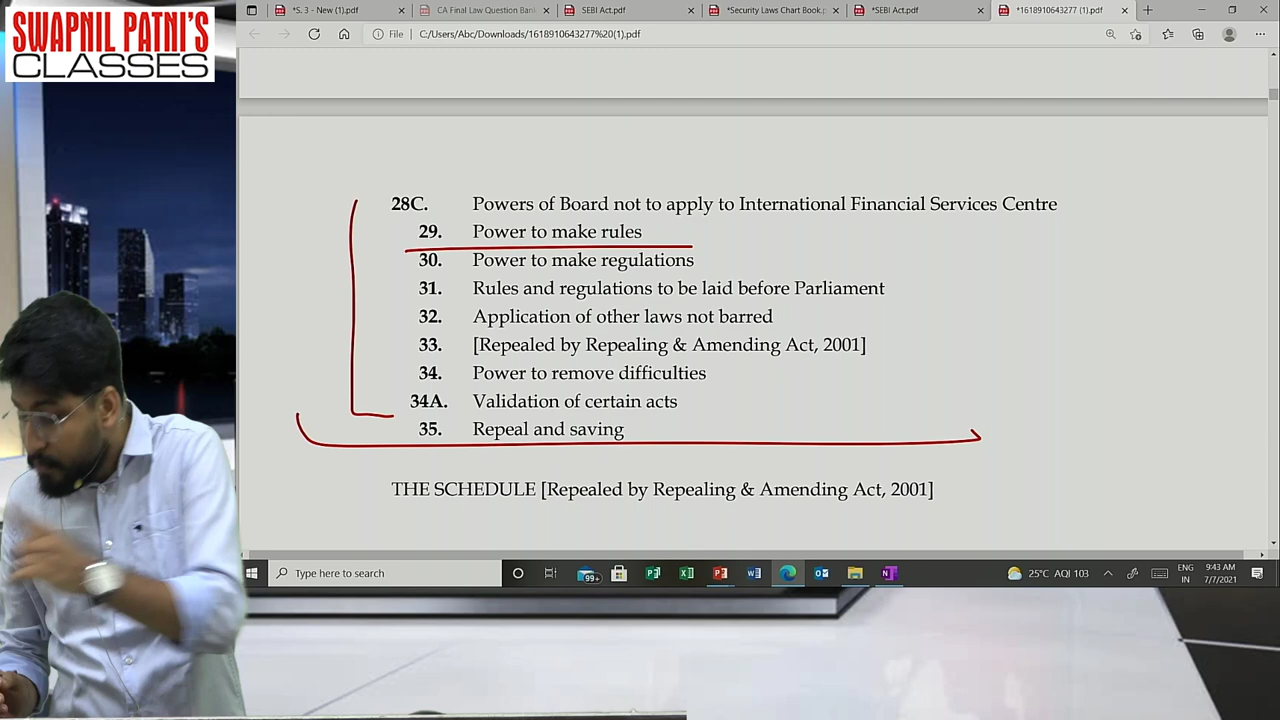 SWAPNIL PATNI'S
CLASSES
*S. 3 - New (1).pdf
CA Final Law Question Bank
SEBI Act.pdf
*Security Laws Chart Book.p
*SEBI Act.pdf
*1618910643277 (1).pdf
File
C:/Users/Abc/Downloads/1618910643277%20(1).pdf
28C. Powers of Board not to apply to International Financial Services Centre
29. Power to make rules
30. Power to make regulations
31. Rules and regulations to be laid before Parliament
32. Application of other laws not barred
33. [Repealed by Repealing & Amending Act, 2001]
34. Power to remove difficulties
34A. Validation of certain acts
35. Repeal and saving
THE SCHEDULE [Repealed by Repealing & Amending Act, 2001]
Type here to search
99+
25°C AQI 103
ENG
IN
9:43 AM
7/7/2021